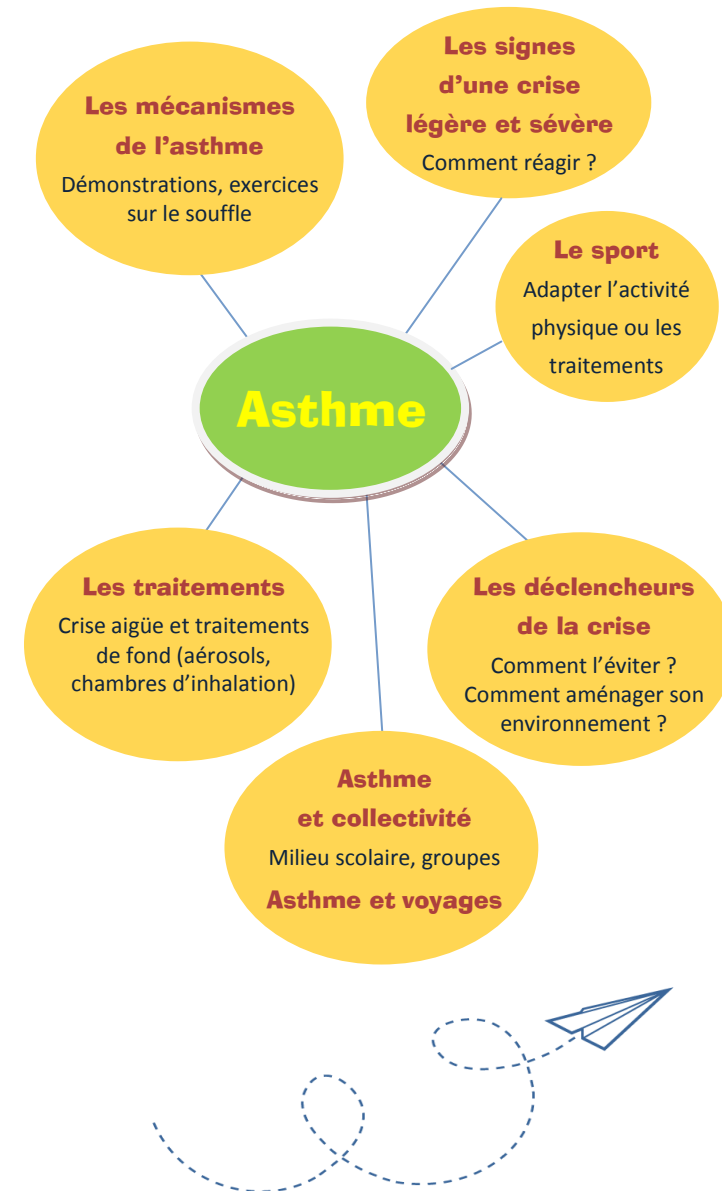 Les mécanismes
de l’asthme
Démonstrations, exercices
sur le souffle
Les signes
d’une crise
légère et sévère
Comment réagir ?
Le sport
Adapter l’activité
physique ou les
traitements
Asthme
Les traitements
Crise aigüe et traitements
de fond (aérosols,
chambres d’inhalation)
Les déclencheurs
de la crise
Comment l’éviter ?
Comment aménager son
environnement ?
Asthme
et collectivité
Milieu scolaire, groupes
Asthme et voyages